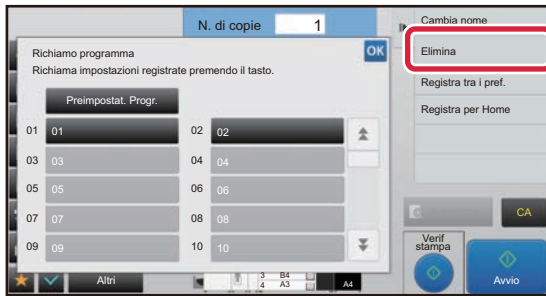 N. di copie 1
Cambia nome
Richiamo programma
OK
Elimina
Richiama impostazioni registrate premendo il tasto.
Registra tra i pref.
Preimpostat. Progr.
Registra per Home
01 01 02 02
03 03 04 04
05 05 06 06
07 07 08 08
CA
09 09 10 10
Verif
stampa
Altri
3 B4
4 A3
A4
Avvio